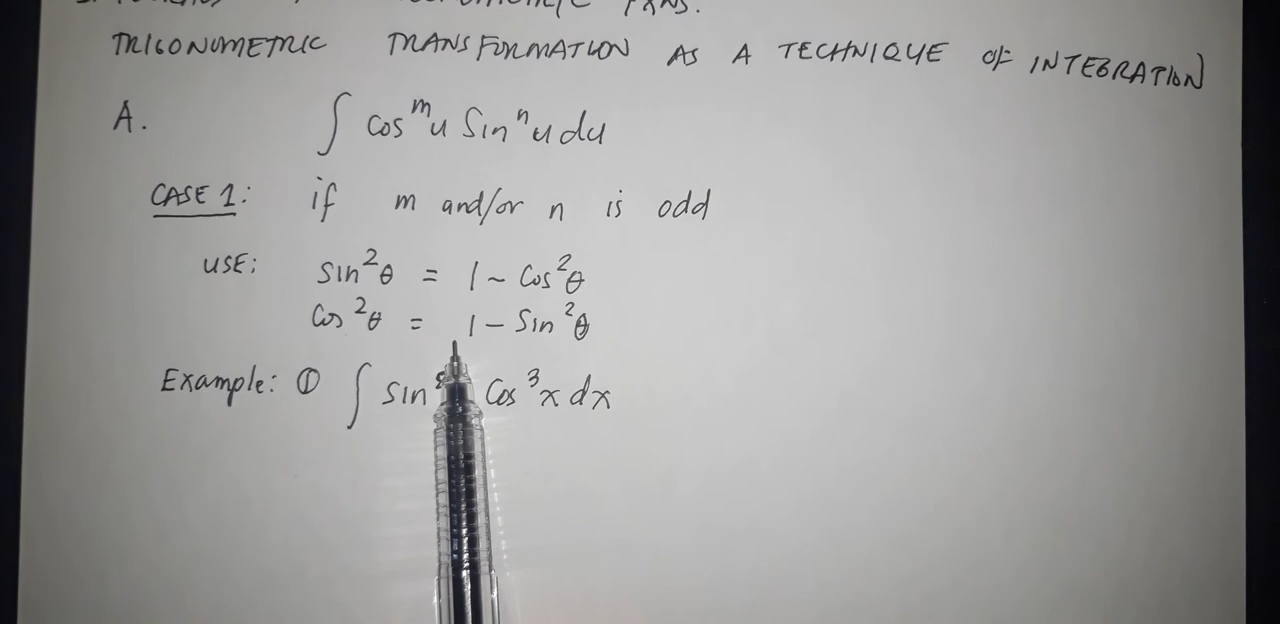 TRIGONOMETRIC TRANSFORMATION AS A TECHNIQUE OF INTEGRATION
A. ∫ cos^m u sin^n u du
CASE 1: if m and/or n is odd
USE: sin²θ = 1 - cos²θ
cos²θ = 1 - sin²θ
Example: ① ∫ sin cos³x dx